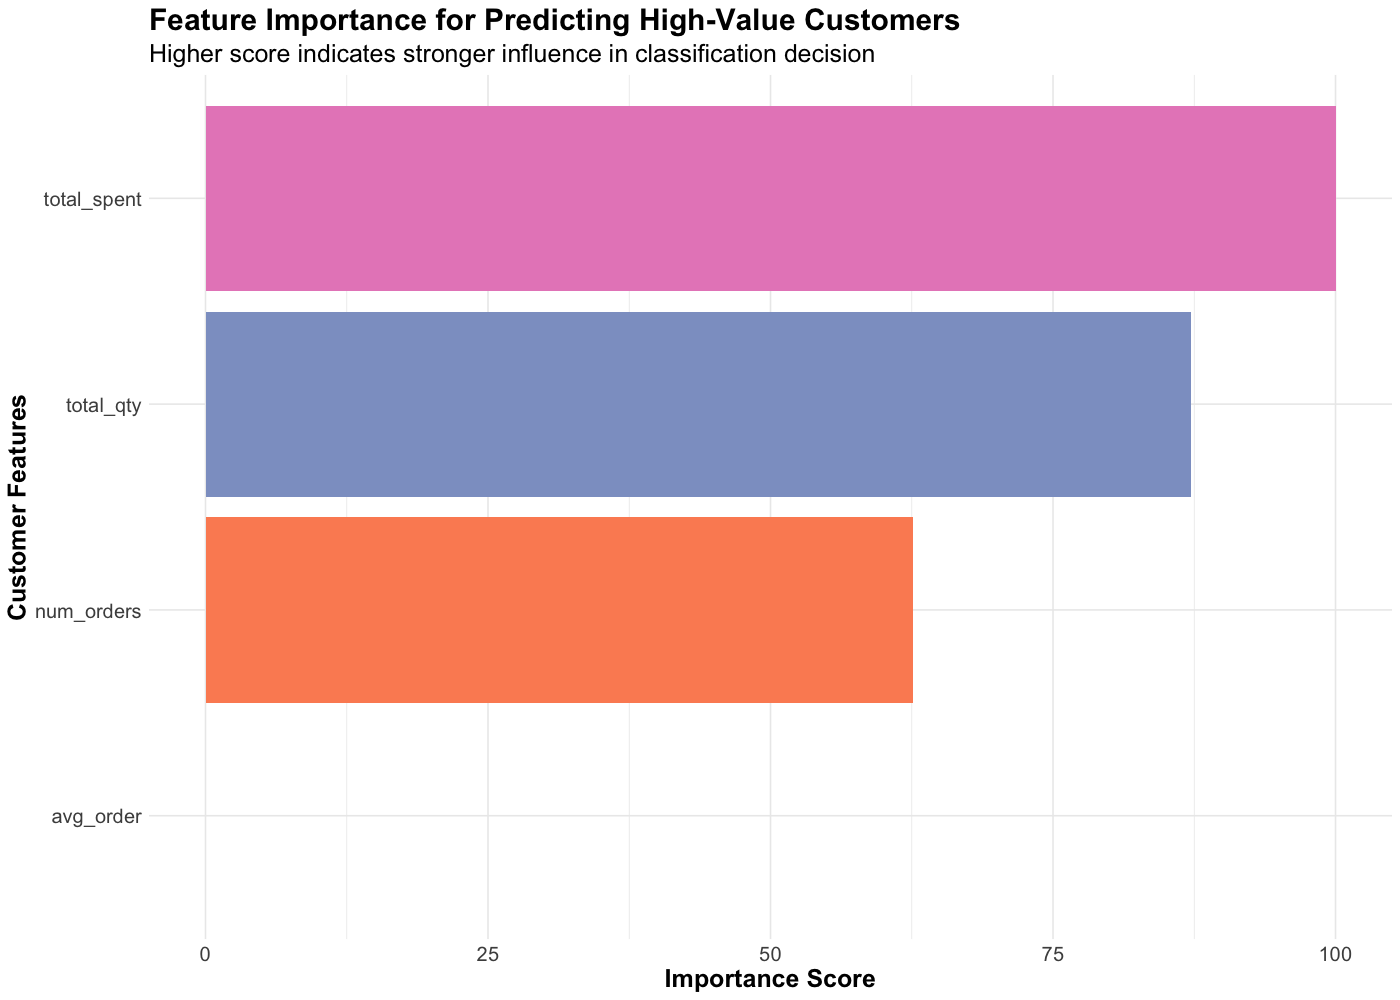 Feature Importance for Predicting High-Value Customers
Higher score indicates stronger influence in classification decision
Customer Features
total_spent
total_qty
num_orders
avg_order
0 25 50 75 100
Importance Score